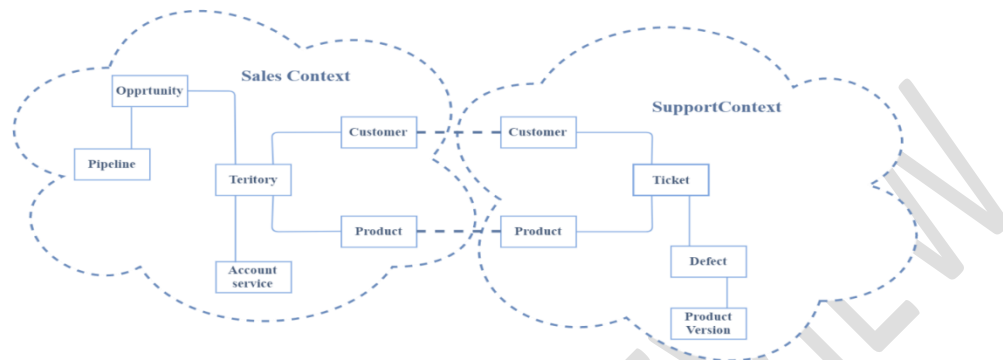 Sales Context
Opprtunity
Pipeline
Teritory
Customer
Product
Account
service
SupportContext
Customer
Product
Ticket
Defect
Product
Version